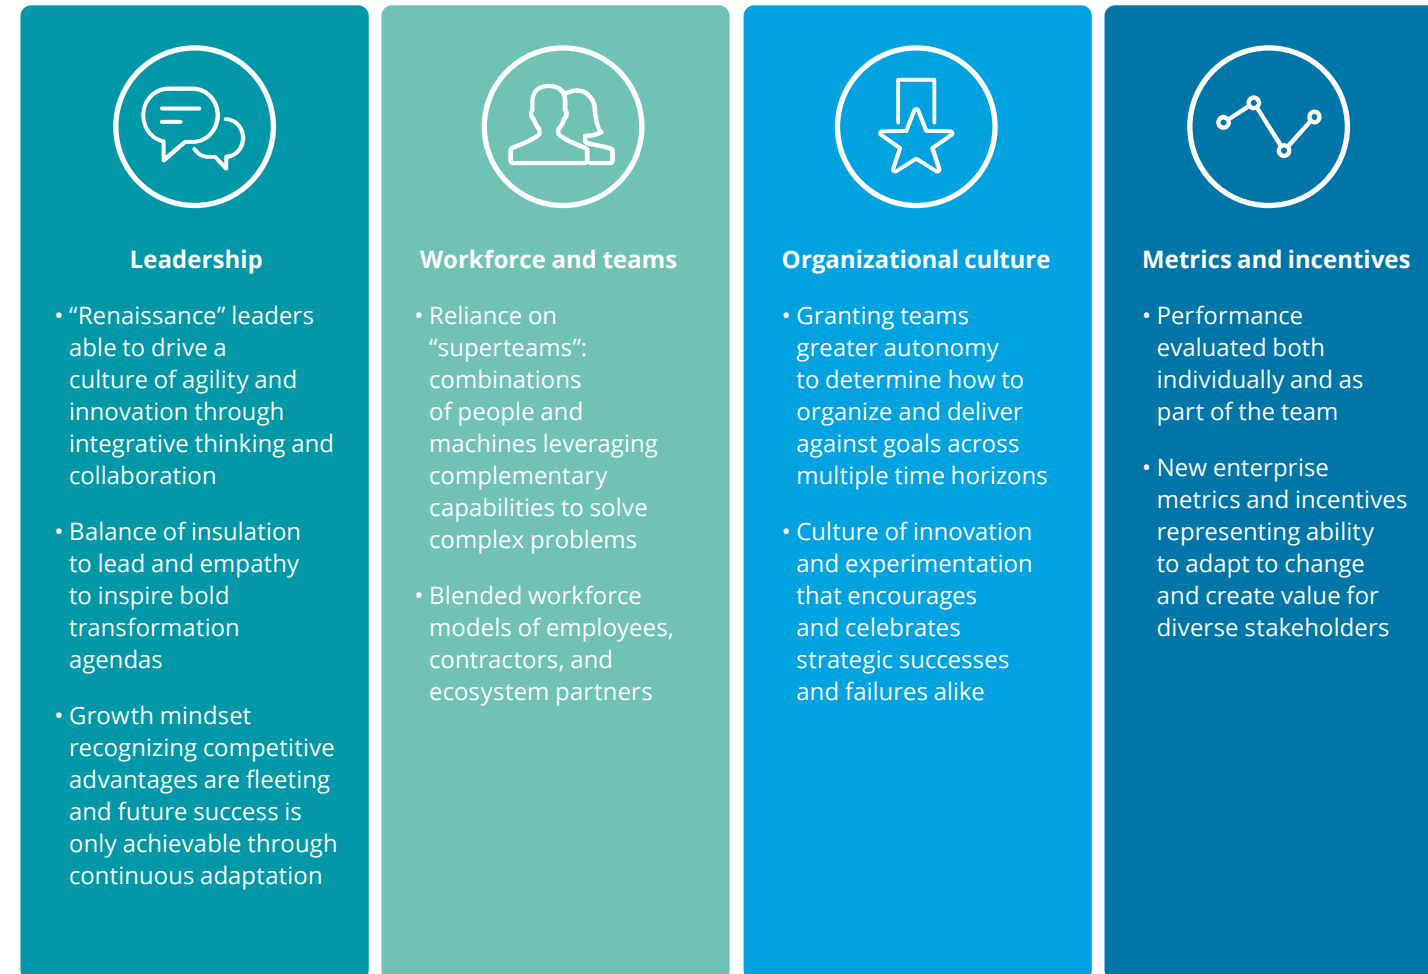 Leadership
• “Renaissance” leaders
able to drive a
culture of agility and
innovation through
integrative thinking and
collaboration
• Balance of insulation
to lead and empathy
to inspire bold
transformation
agendas
• Growth mindset
recognizing competitive
advantages are fleeting
and future success is
only achievable through
continuous adaptation
Workforce and teams
• Reliance on
“superteams”:
combinations
of people and
machines leveraging
complementary
capabilities to solve
complex problems
• Blended workforce
models of employees,
contractors, and
ecosystem partners
Organizational culture
• Granting teams
greater autonomy
to determine how to
organize and deliver
against goals across
multiple time horizons
• Culture of innovation
and experimentation
that encourages
and celebrates
strategic successes
and failures alike
Metrics and incentives
• Performance
evaluated both
individually and as
part of the team
• New enterprise
metrics and incentives
representing ability
to adapt to change
and create value for
diverse stakeholders